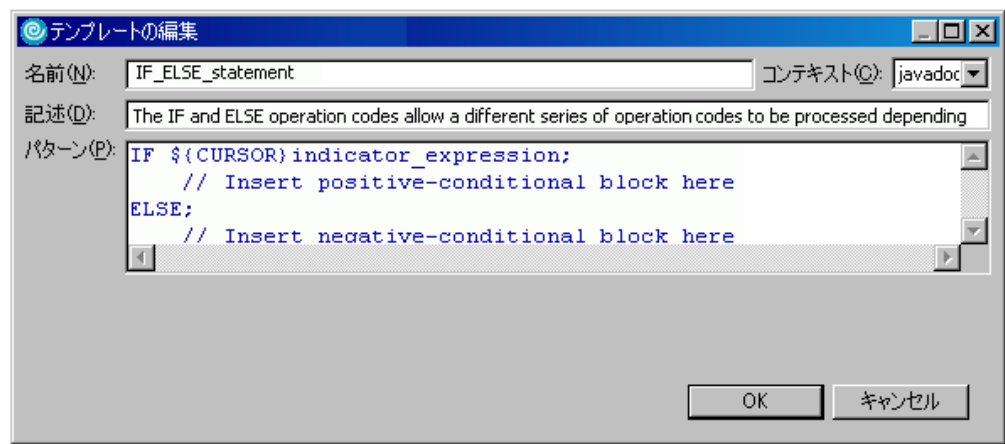 テンプレートの編集
名前(N): IF_ELSE_statement コンテキスト(C): javadoc
記述(D): The IF and ELSE operation codes allow a different series of operation codes to be processed depending
パターン(P): IF ${CURSOR}indicator_expression;
// Insert positive-conditional block here
ELSE;
// Insert negative-conditional block here
OK キャンセル